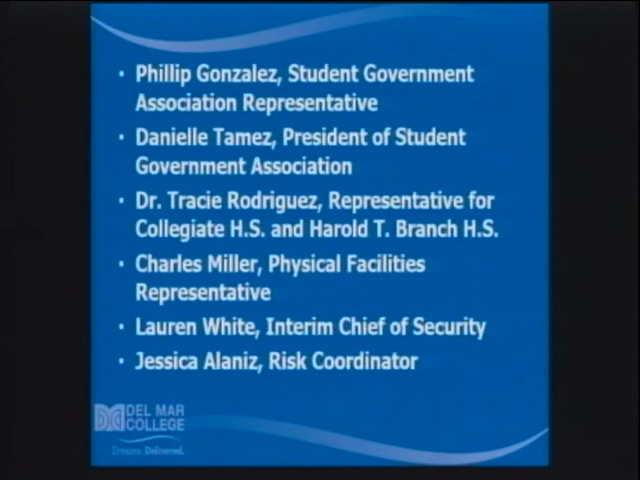 • Phillip Gonzalez, Student Government
Association Representative
• Danielle Tamez, President of Student
Government Association
• Dr. Tracie Rodriguez, Representative for
Collegiate H.S. and Harold T. Branch H.S.
• Charles Miller, Physical Facilities
Representative
• Lauren White, Interim Chief of Security
• Jessica Alaniz, Risk Coordinator
DEL MAR
COLLEGE
Dreams Delivered.